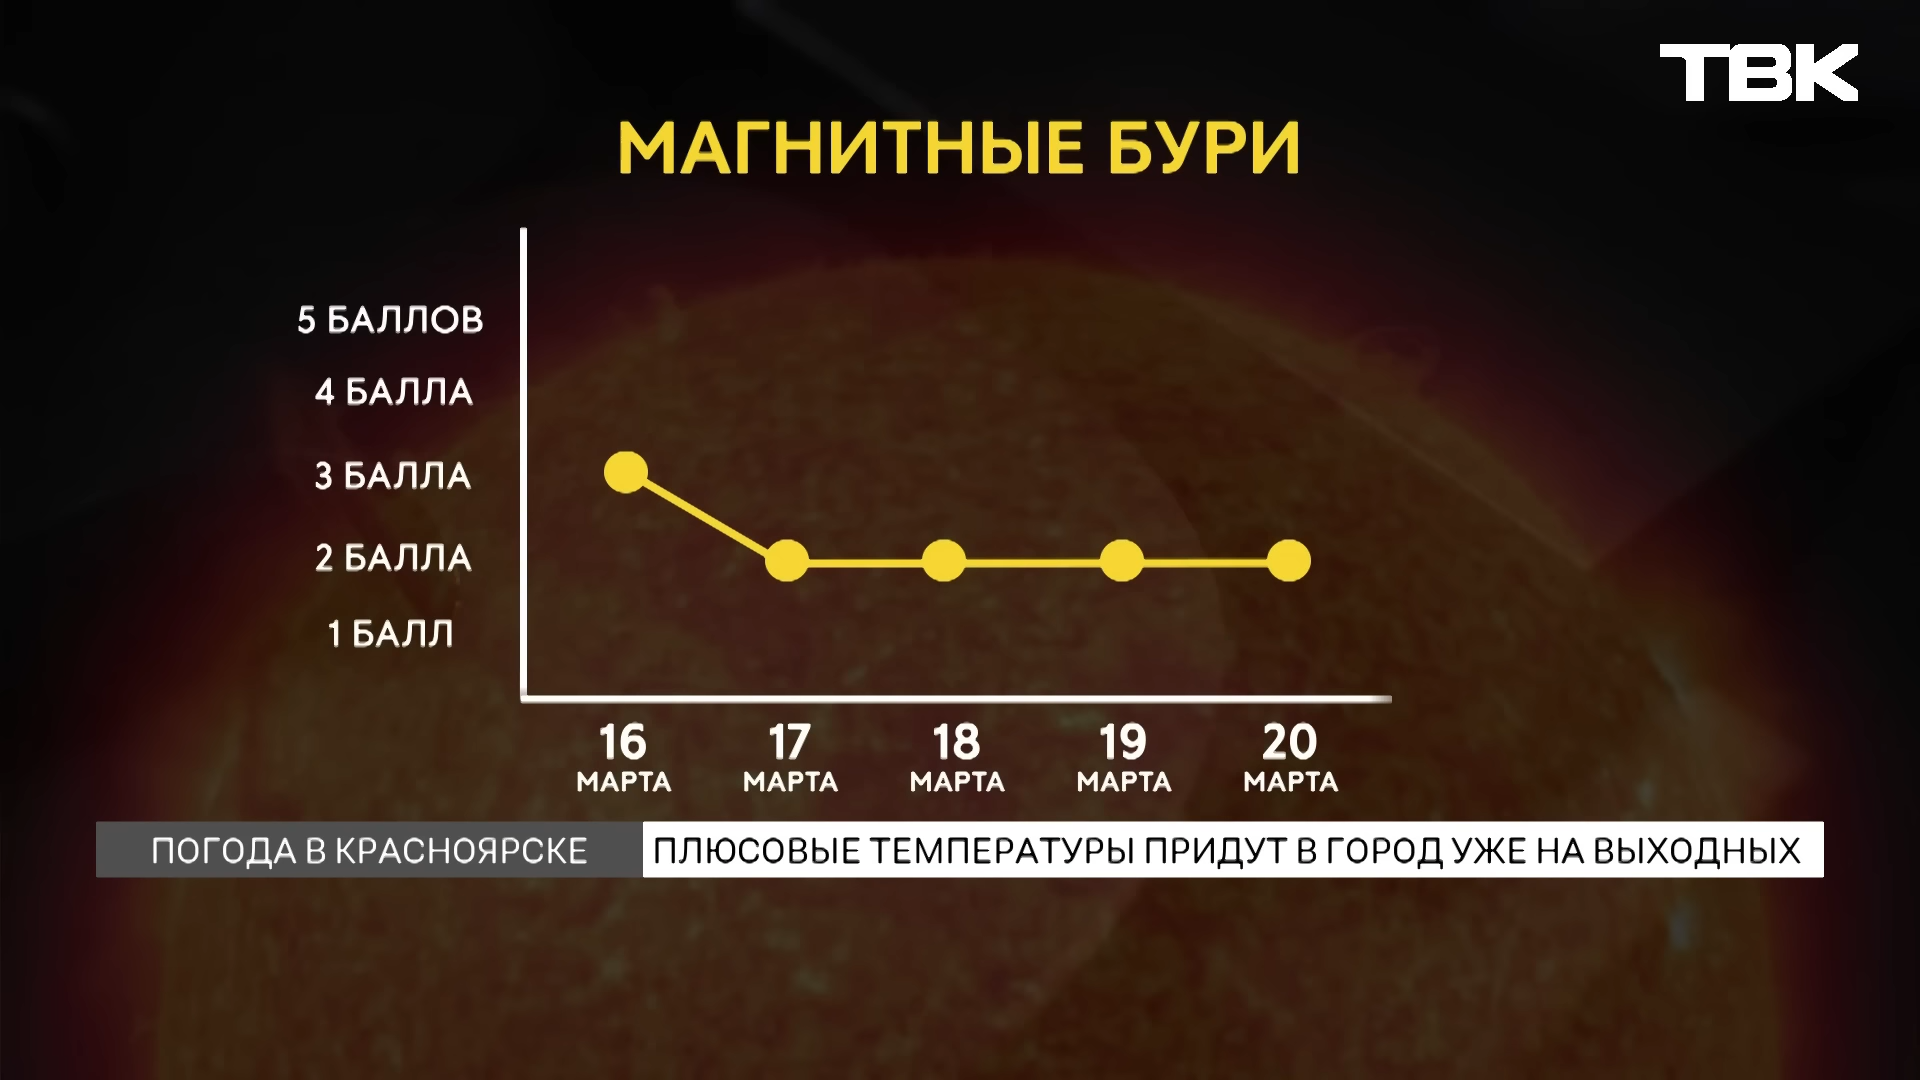 ТВК
МАГНИТНЫЕ БУРИ
5 БАЛЛОВ
4 БАЛЛА
3 БАЛЛА
2 БАЛЛА
1 БАЛЛ
16 17 18 19 20
МАРТА МАРТА МАРТА МАРТА МАРТА
ПОГОДА В КРАСНОЯРСКЕ ПЛЮСОВЫЕ ТЕМПЕРАТУРЫ ПРИДУТ В ГОРОД УЖЕ НА ВЫХОДНЫХ